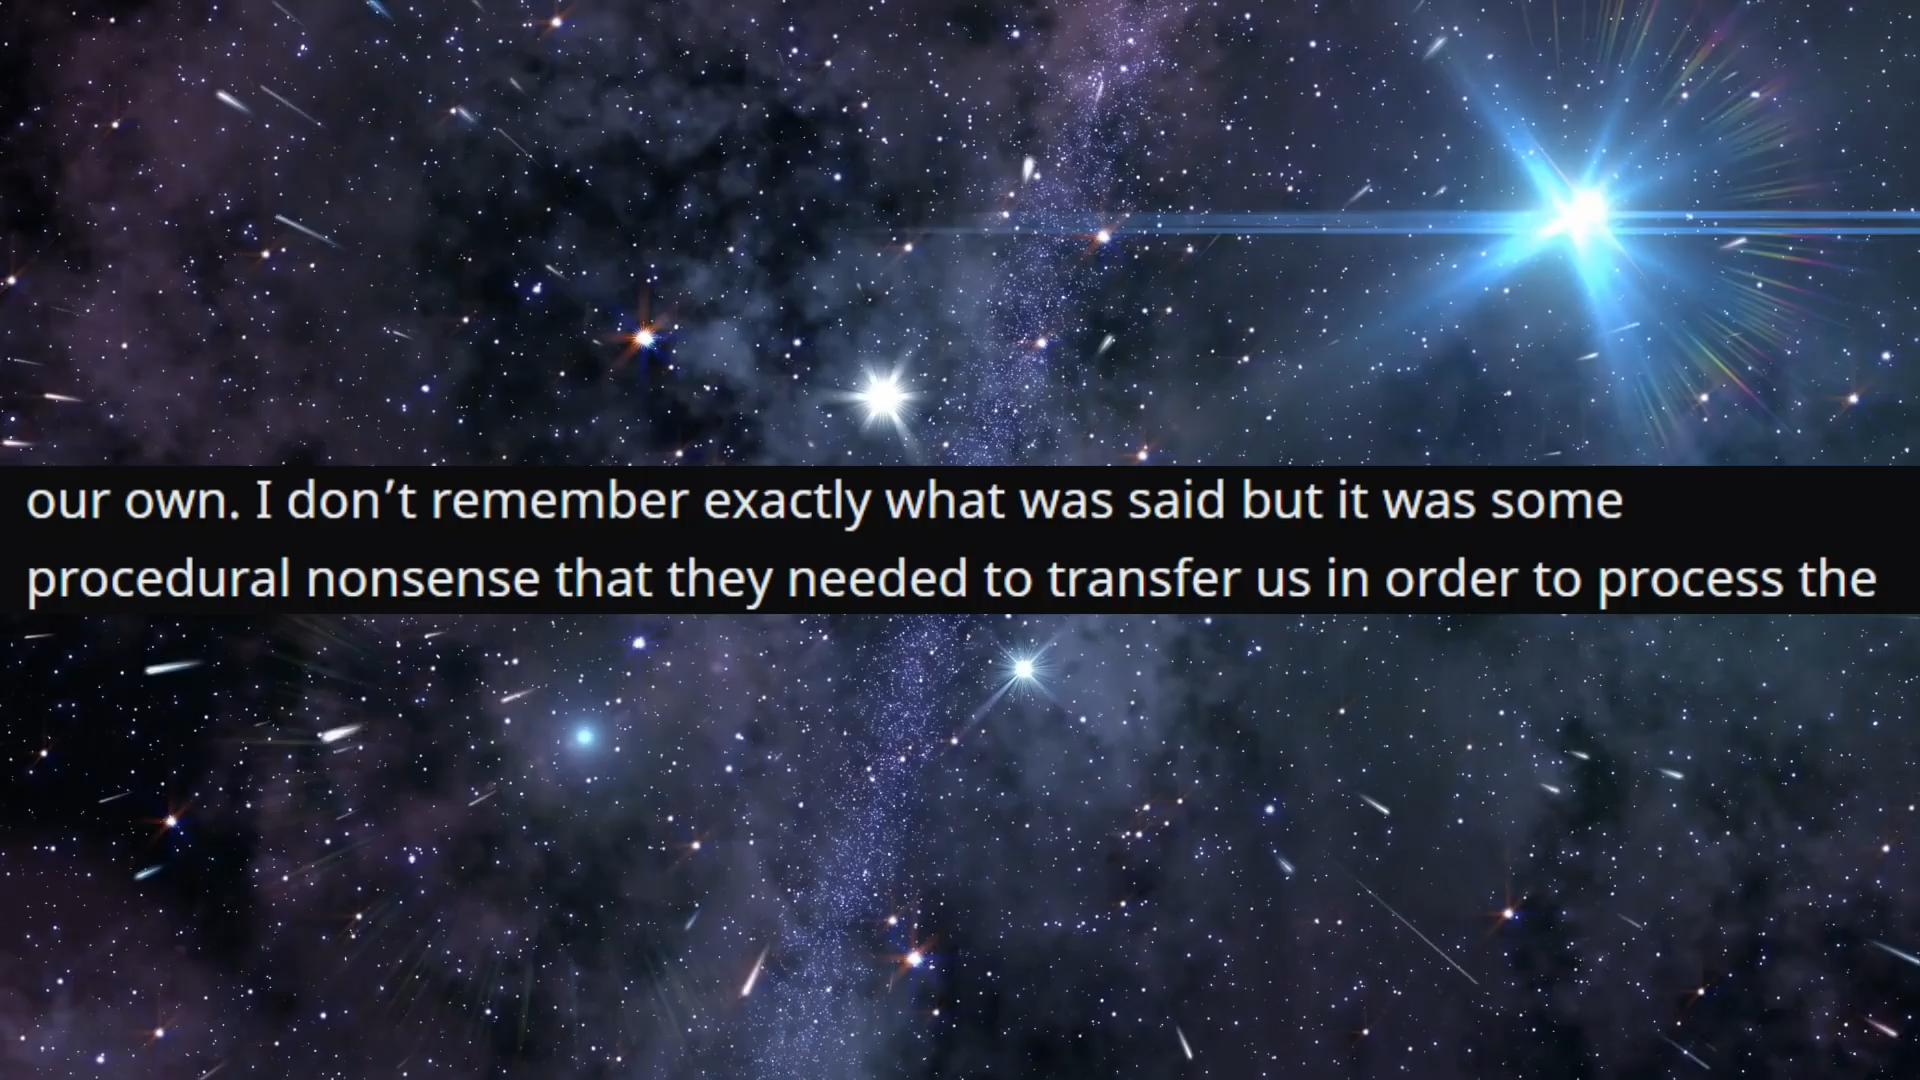 our own. I don’t remember exactly what was said but it was some
procedural nonsense that they needed to transfer us in order to process the